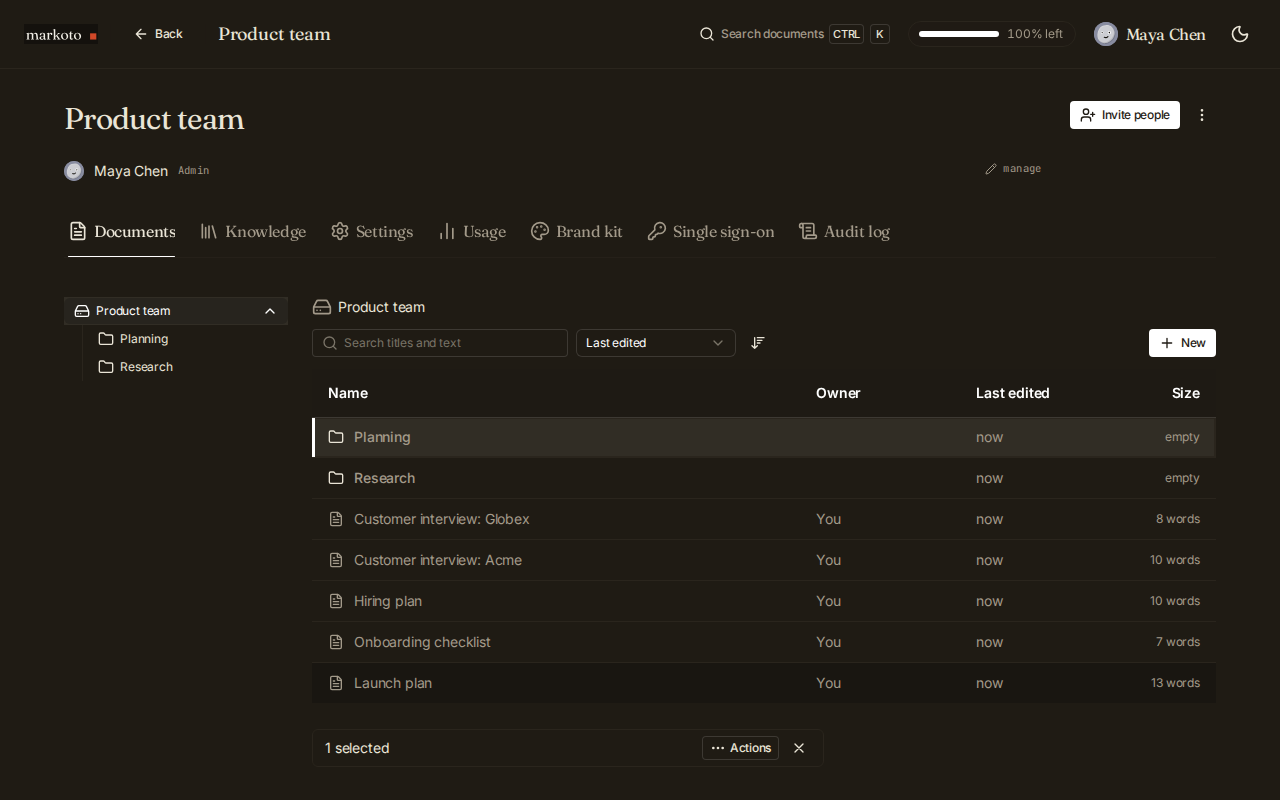 markoto
Back
Product team
Search documents CTRL K
100% left
Maya Chen
Product team
Invite people
Maya Chen Admin
manage
Documents Knowledge Settings Usage Brand kit Single sign-on Audit log
Product team
Planning
Research
Product team
Search titles and text
Last edited
New
Name Owner Last edited Size
Planning now empty
Research now empty
Customer interview: Globex You now 8 words
Customer interview: Acme You now 10 words
Hiring plan You now 10 words
Onboarding checklist You now 7 words
Launch plan You now 13 words
1 selected
Actions